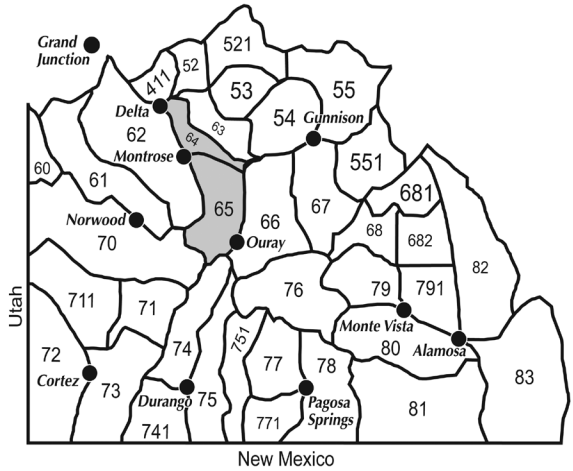 Grand
Junction
521
52
411
53
55
Delta
54
Gunnison
62
63
64
Montrose
551
60
61
681
65
67
Norwood
66
68
682
70
Ouray
82
76
79
791
711
71
Utah
Monte Vista
751
80
Alamosa
72
74
77
78
83
Cortez
73
Durango
75
Pagosa
Springs
81
741
771
New Mexico